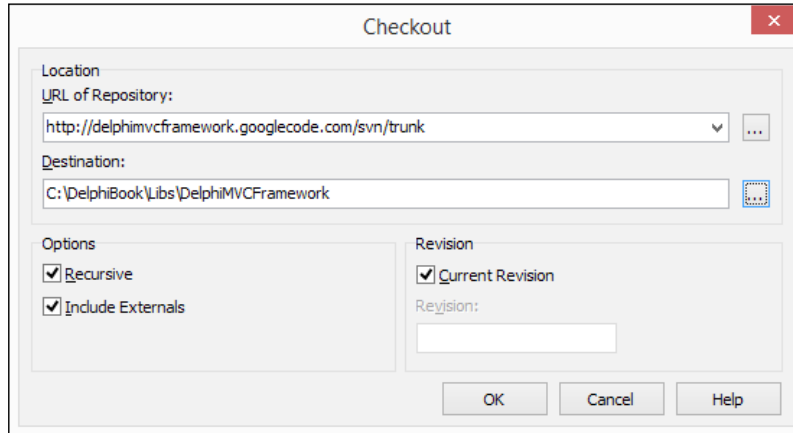 Checkout
Location
URL of Repository:
http://delphimvcframework.googlecode.com/svn/trunk
...
Destination:
C:\DelphiBook\Libs\DelphiMVCFramework
...
Options
Recursive
Include Externals
Revision
Current Revision
Revision:
OK
Cancel
Help